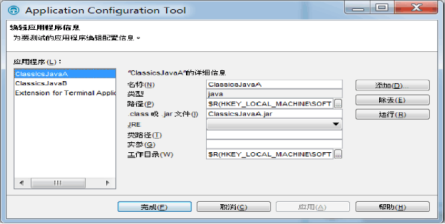 Application Configuration Tool
编辑应用程序信息
为要测试的应用程序编辑配置信息。
应用程序(L):
ClassicsJavaA
ClassicsJavaB
Extension for Terminal Applic
"ClassicsJavaA"的详细信息
名称(N)
ClassicsJavaA
类型
java
路径(P)
$R(HKEY_LOCAL_MACHINE\SOFT
.class 或 .jar 文件(J)
ClassicsJavaA.jar
JRE
类路径(T)
实参(G)
工作目录(W)
$R(HKEY_LOCAL_MACHINE\SOFT
添加(D)...
除去(E)
运行(R)
完成(F)
取消(C)
应用(A)
帮助(H)